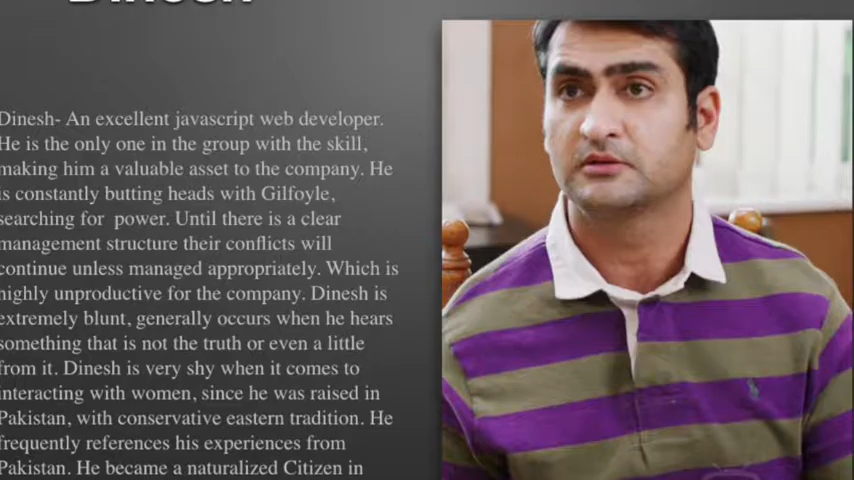 Dinesh
Dinesh- An excellent javascript web developer.
He is the only one in the group with the skill,
making him a valuable asset to the company. He
is constantly butting heads with Gilfoyle,
searching for  power. Until there is a clear
management structure their conflicts will
continue unless managed appropriately. Which is
highly unproductive for the company. Dinesh is
extremely blunt, generally occurs when he hears
something that is not the truth or even a little
from it. Dinesh is very shy when it comes to
interacting with women, since he was raised in
Pakistan, with conservative eastern tradition. He
frequently references his experiences from
Pakistan. He became a naturalized Citizen in